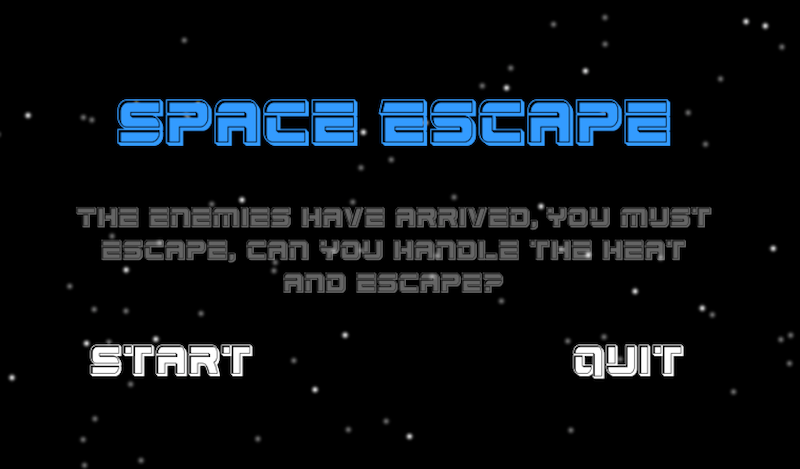 SPACE ESCAPE
THE ENEMIES HAVE ARRIVED, YOU MUST
ESCAPE, CAN YOU HANDLE THE HEAT
AND ESCAPE?
START
QUIT